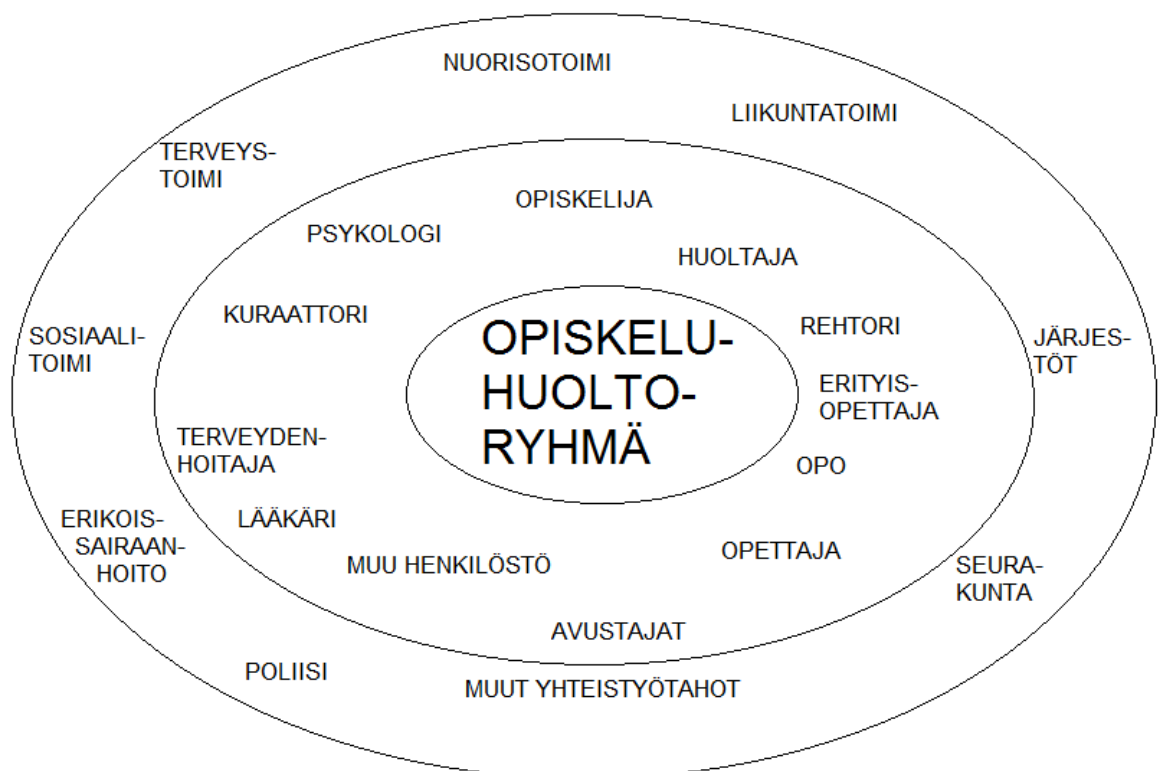 NUORISOTOIMI
LIIKUNTATOIMI
TERVEYS-
TOIMI
OPISKELIJA
PSYKOLOGI
HUOLTAJA
KURAATTORI
REHTORI
SOSIAALI-
TOIMI
OPISKELU-
HUOLTO-
RYHMÄ
JÄRJES-
TÖT
ERITYIS-
OPETTAJA
TERVEYDEN-
HOITAJA
OPO
ERIKOIS-
SAIRAAN-
HOITO
LÄÄKÄRI
MUU HENKILÖSTÖ
OPETTAJA
SEURA-
KUNTA
AVUSTAJAT
POLIISI
MUUT YHTEISTYÖTAHOT